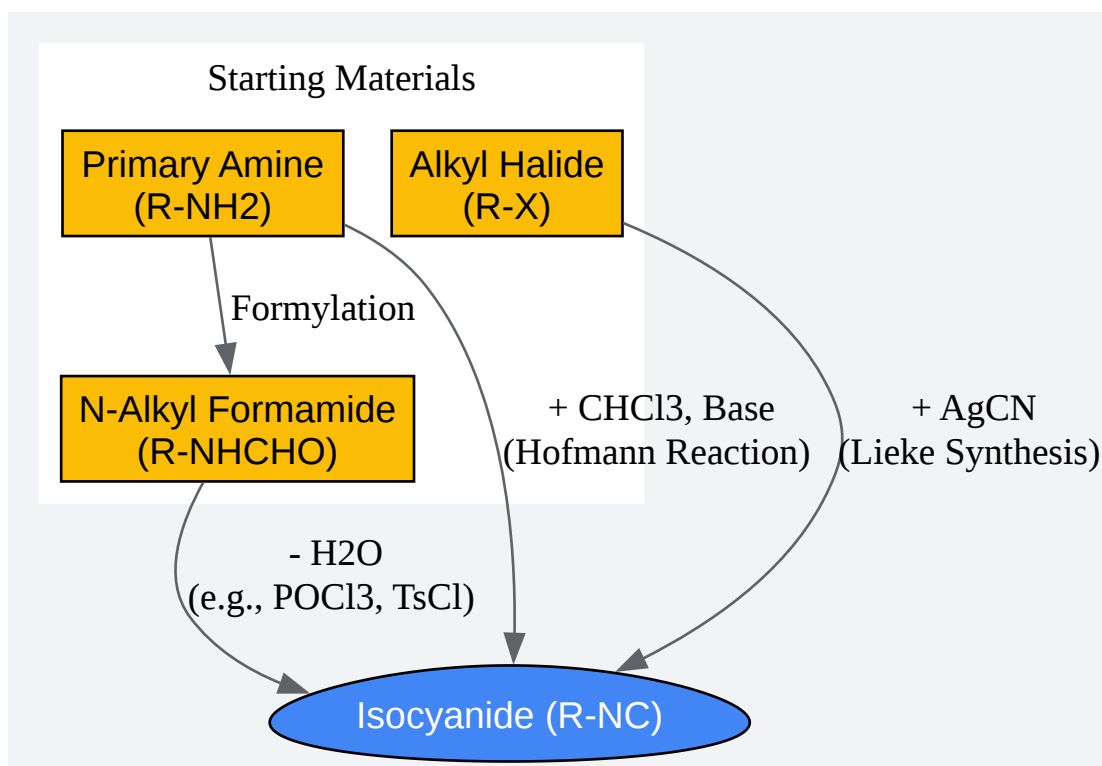 Starting Materials
Primary Amine
(R-NH2)
Alkyl Halide
(R-X)
Formylation
N-Alkyl Formamide
(R-NHCHO)
+ CHCl3, Base
(Hofmann Reaction)
+ AgCN
(Lieke Synthesis)
- H2O
(e.g., POCl3, TsCl)
Isocyanide (R-NC)